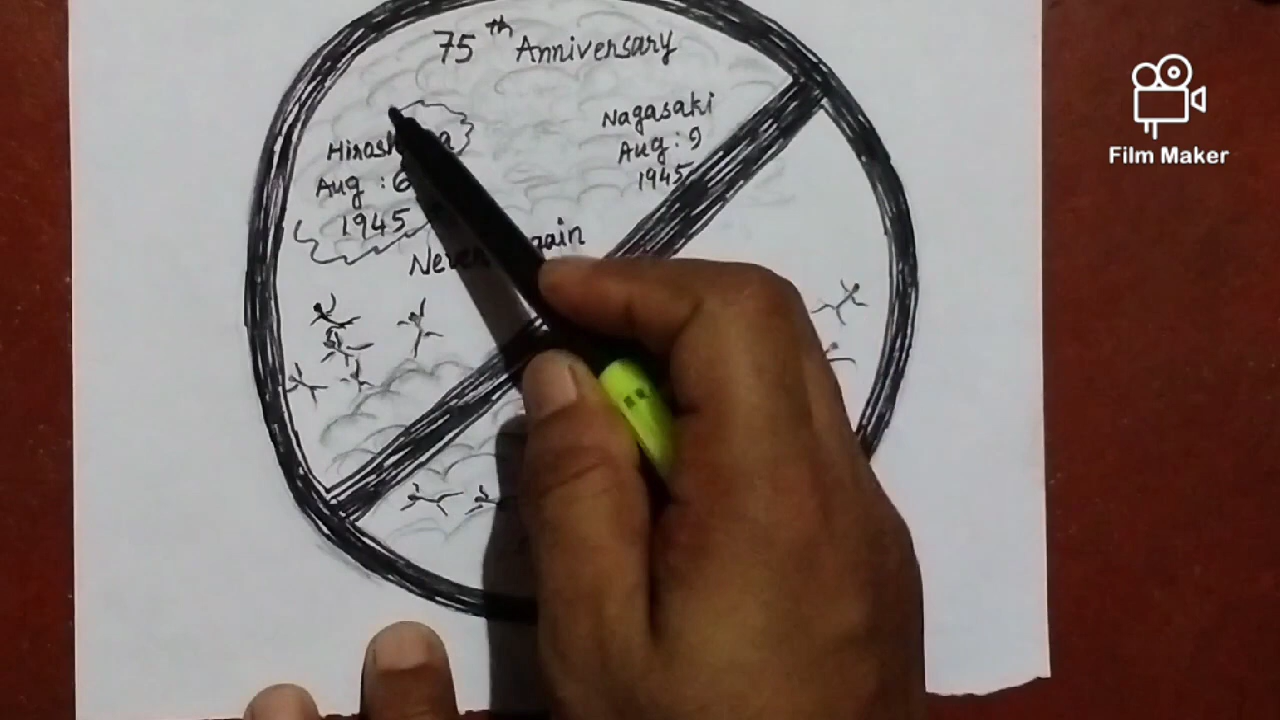 75th Anniversary
Nagasaki
Aug : 9
1945
Aug : 6
1945
Film Maker